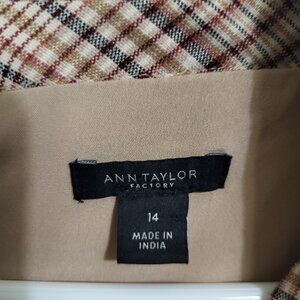 ANN TAYLOR
FACTORY
14
MADE IN
INDIA